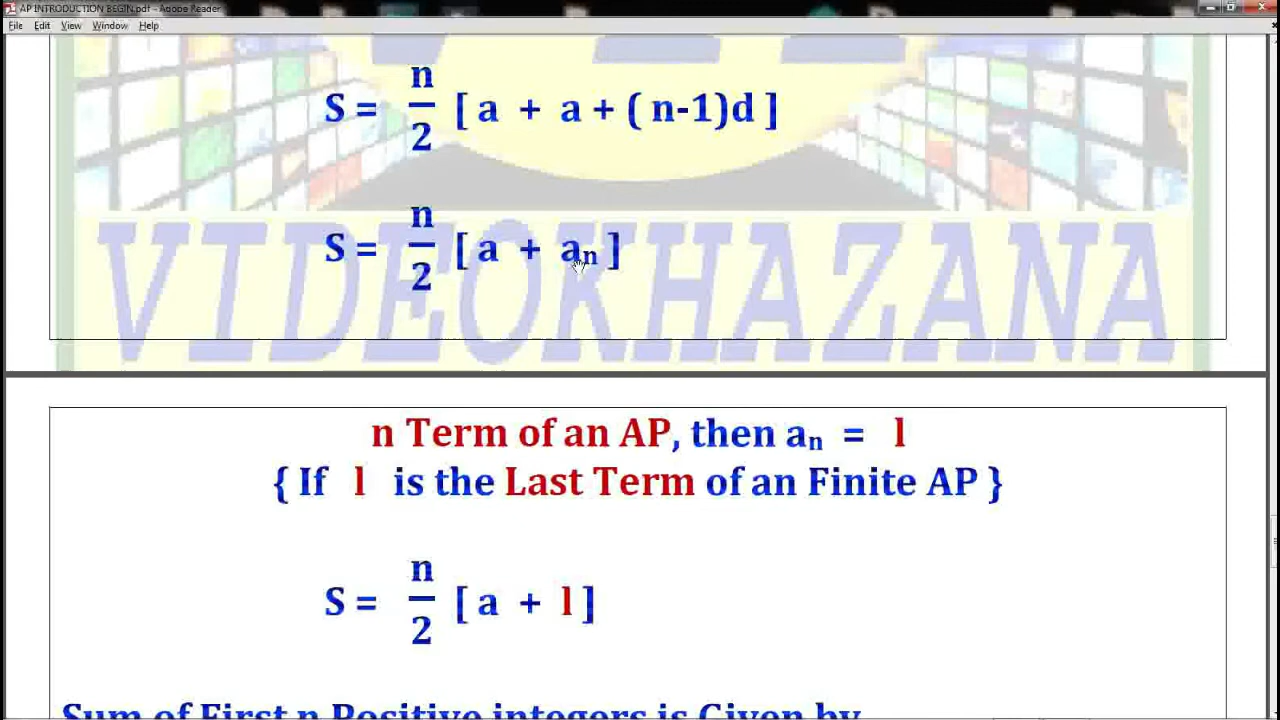 AP INTRODUCTION BEGIN.pdf - Adobe Reader
File Edit View Window Help
S = n/2 [ a + a + ( n-1)d ]
S = n/2 [ a + aₙ ]
VIDEOKHAZANA
n Term of an AP, then aₙ = l
{ If l is the Last Term of an Finite AP }
S = n/2 [ a + l ]
Sum of First n Positive integers is Given by